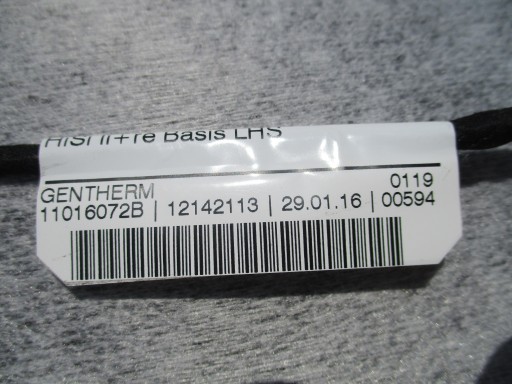 HiSi li+re Basis LHS
GENTHERM 0119
11016072B | 12142113 | 29.01.16 | 00594